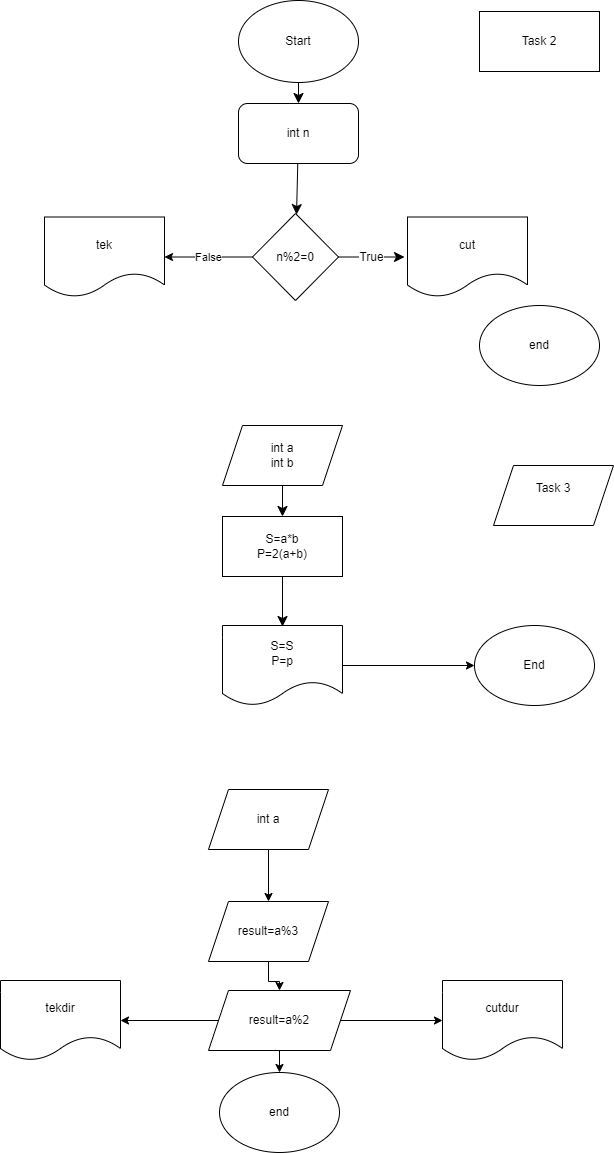 Start
Task 2
int n
tek
False
n%2=0
True
cut
end
int a
int b
Task 3
S=a*b
P=2(a+b)
S=S
P=p
End
int a
result=a%3
tekdir
result=a%2
cutdur
end